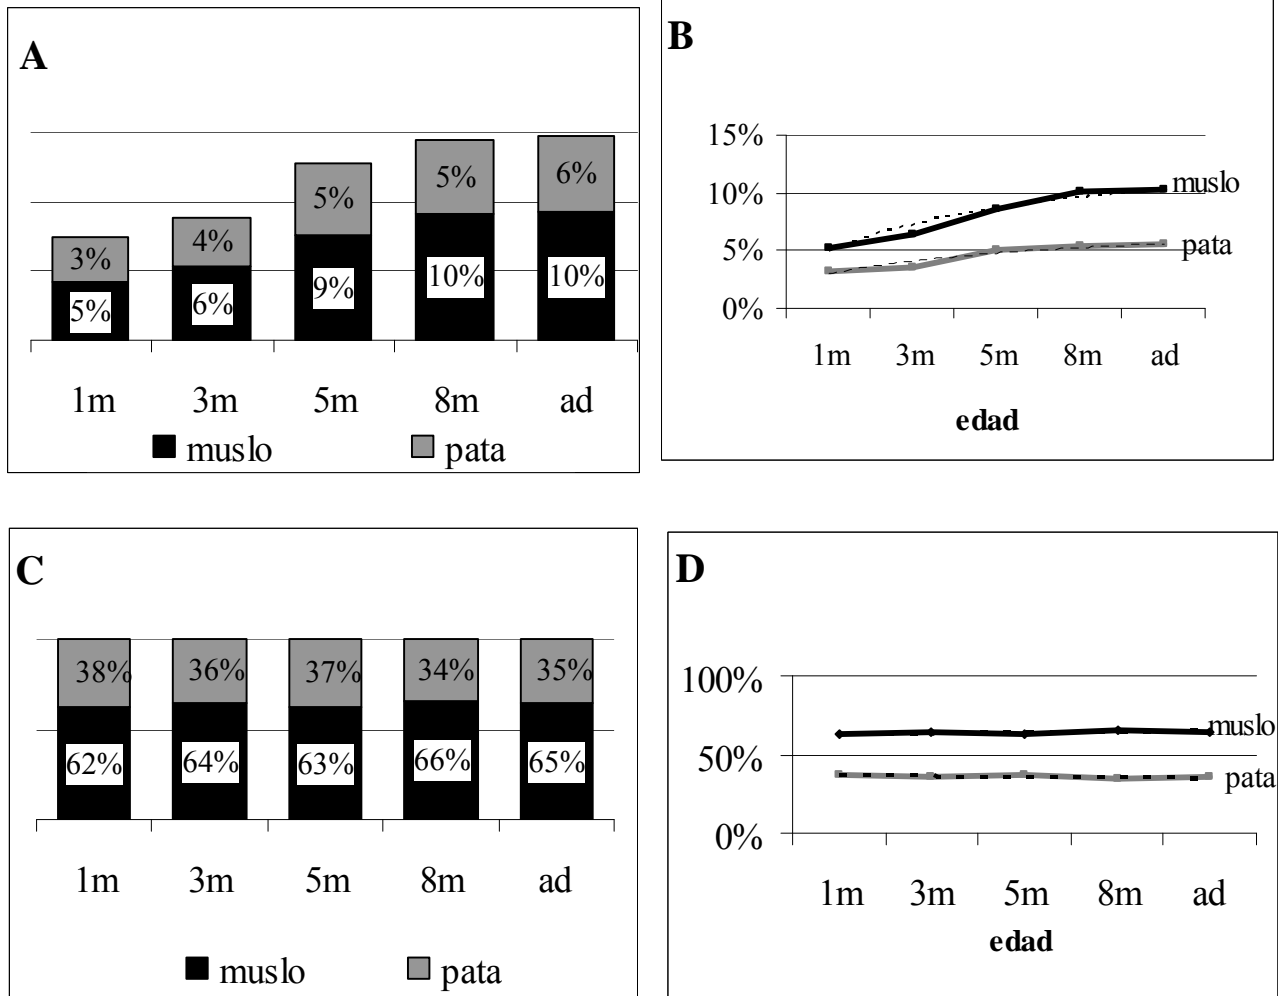 A
3% 4% 5% 5% 6%
5% 6% 9% 10% 10%
1m 3m 5m 8m ad
muslo pata
B
15%
10%
5%
0%
muslo
pata
1m 3m 5m 8m ad
edad
C
38% 36% 37% 34% 35%
62% 64% 63% 66% 65%
1m 3m 5m 8m ad
muslo pata
D
100%
50%
0%
muslo
pata
1m 3m 5m 8m ad
edad